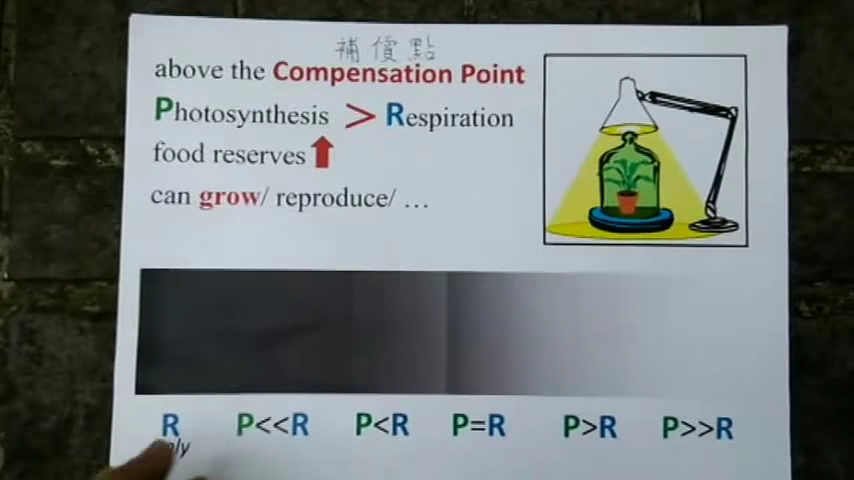 補償點
above the Compensation Point
Photosynthesis > Respiration
food reserves
can grow/ reproduce/ ...
R P<<R P<R P=R P>R P>>R